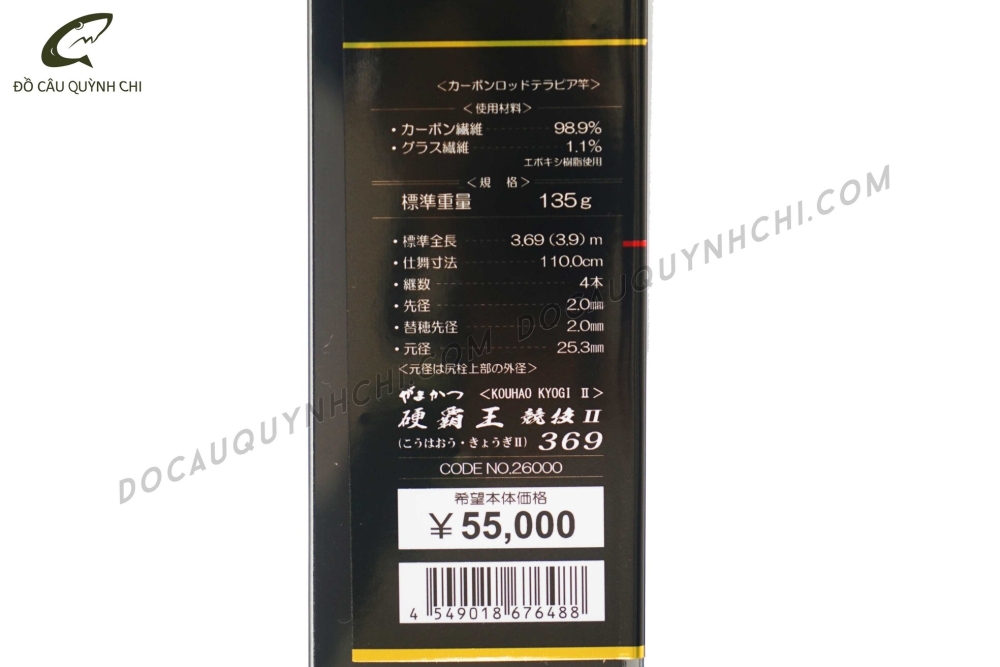 ĐỒ CÂU QUỲNH CHI
<カーボンロッドテラピア竿>
<使用材料>
・カーボン繊維 98.9%
・グラス繊維 1.1%
エポキシ樹脂使用
<規 格>
標準重量 135g
・標準全長 3.69(3.9)m
・仕舞寸法 110.0cm
・継数 4本
・先径 2.0mm
・替穂先径 2.0mm
・元径 25.3mm
<元径は尻栓上部の外径>
がまかつ <KOUHAO KYOGI Ⅱ>
硬覇王 競技Ⅱ
(こうはおう・きょうぎⅡ) 369
CODE NO.26000
希望本体価格
¥55,000
4 549018 676488
DOCAUQUYNHCHI.COM DOCAUQUYNHCHI.COM